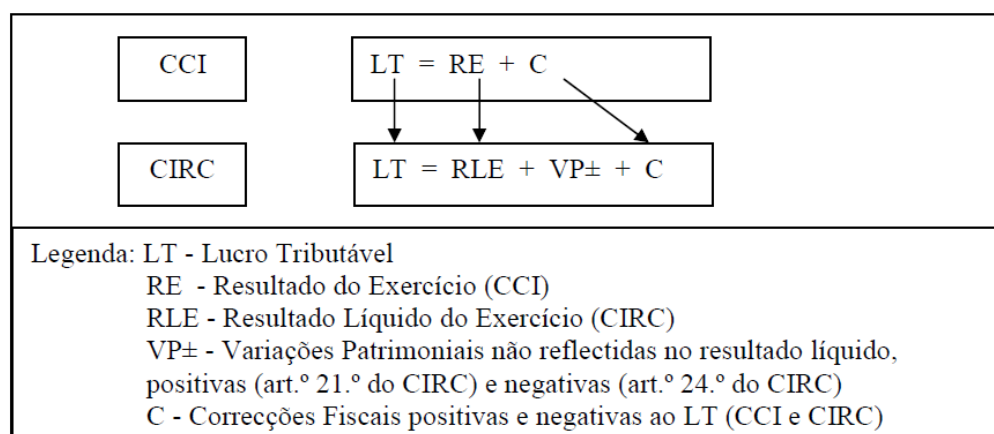 CCI
LT = RE + C
CIRC
LT = RLE + VP± + C
Legenda: LT - Lucro Tributável
RE - Resultado do Exercício (CCI)
RLE - Resultado Líquido do Exercício (CIRC)
VP± - Variações Patrimoniais não reflectidas no resultado líquido,
positivas (art.º 21.º do CIRC) e negativas (art.º 24.º do CIRC)
C - Correcções Fiscais positivas e negativas ao LT (CCI e CIRC)